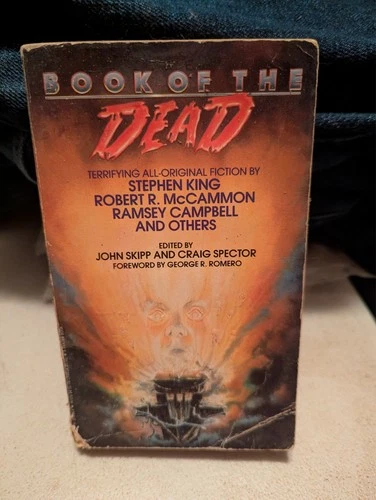 BOOK OF THE
DEAD
TERRIFYING ALL-ORIGINAL FICTION BY
STEPHEN KING
ROBERT R. McCAMMON
RAMSEY CAMPBELL
AND OTHERS
EDITED BY
JOHN SKIPP AND CRAIG SPECTOR
FOREWORD BY GEORGE R. ROMERO